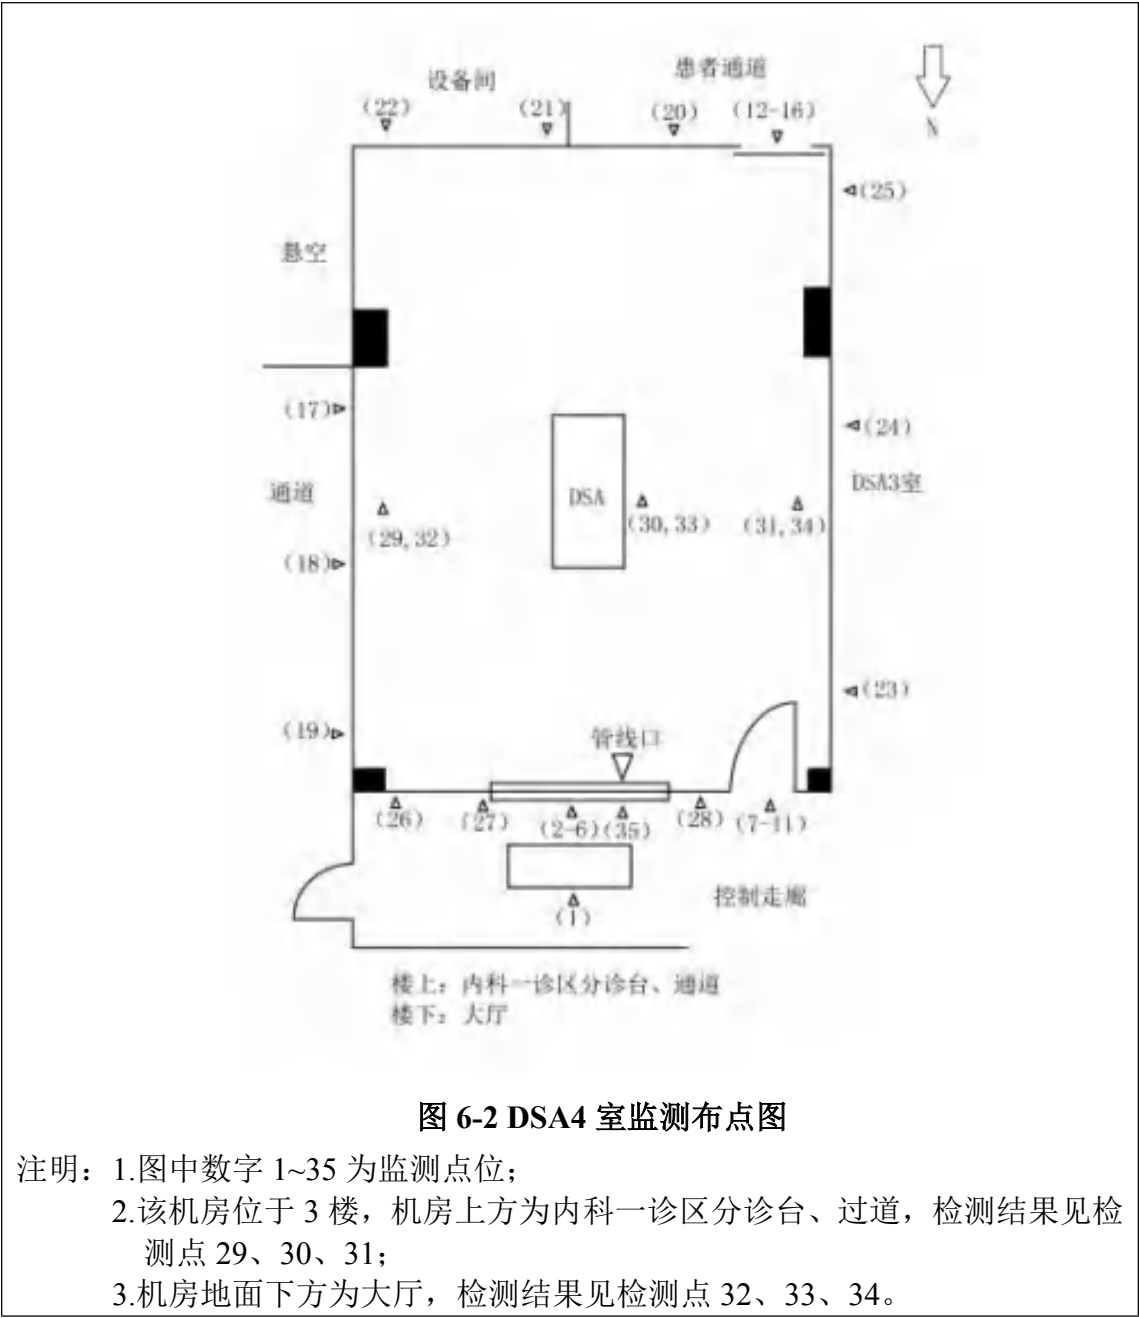 设备间
患者通道
(22)
(21)
(20)
(12-16)
N
(25)
悬空
(17)
(24)
通道
DSA
DSA3室
(29,32)
(30,33)
(31,34)
(18)
(23)
(19)
管线口
(26)
(27)
(2-6)
(35)
(28)
(7-11)
控制走廊
(1)
楼上：内科一诊区分诊台、通道
楼下：大厅
图 6-2 DSA4 室监测布点图
注明：1.图中数字 1~35 为监测点位；
2.该机房位于 3 楼，机房上方为内科一诊区分诊台、过道，检测结果见检
测点 29、30、31；
3.机房地面下方为大厅，检测结果见检测点 32、33、34。